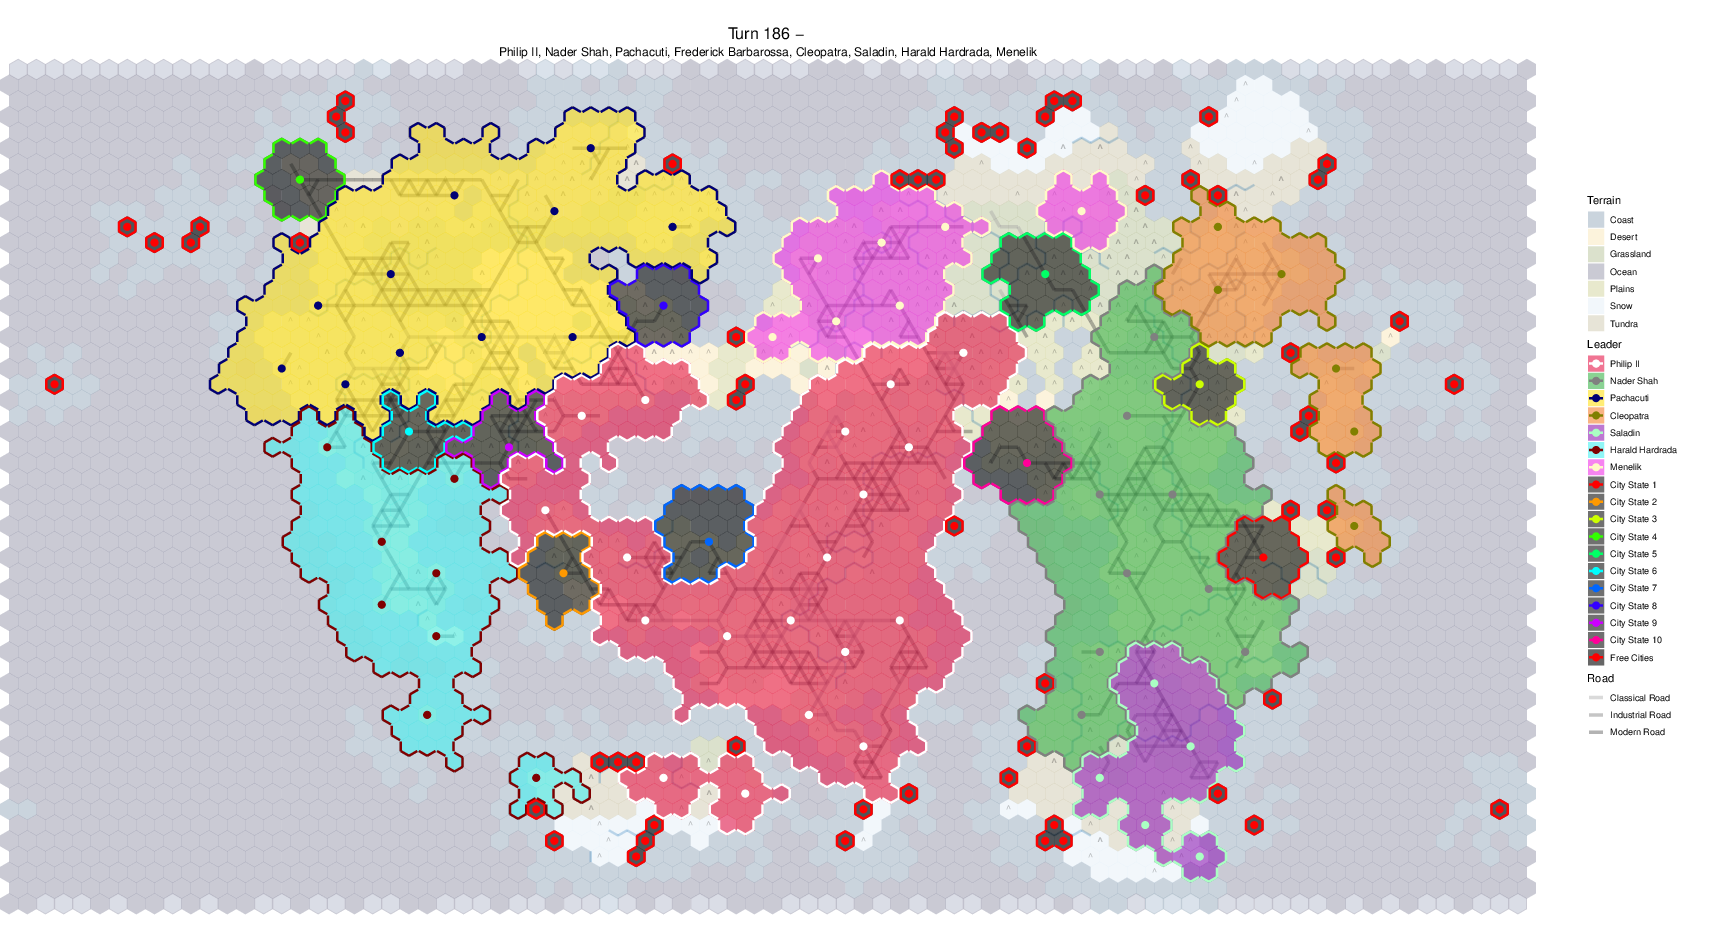 Turn 186 –
Philip II, Nader Shah, Pachacuti, Frederick Barbarossa, Cleopatra, Saladin, Harald Hardrada, Menelik
Terrain
Coast
Desert
Grassland
Ocean
Plains
Snow
Tundra
Leader
Philip II
Nader Shah
Pachacuti
Cleopatra
Saladin
Harald Hardrada
Menelik
City State 1
City State 2
City State 3
City State 4
City State 5
City State 6
City State 7
City State 8
City State 9
City State 10
Free Cities
Road
Classical Road
Industrial Road
Modern Road